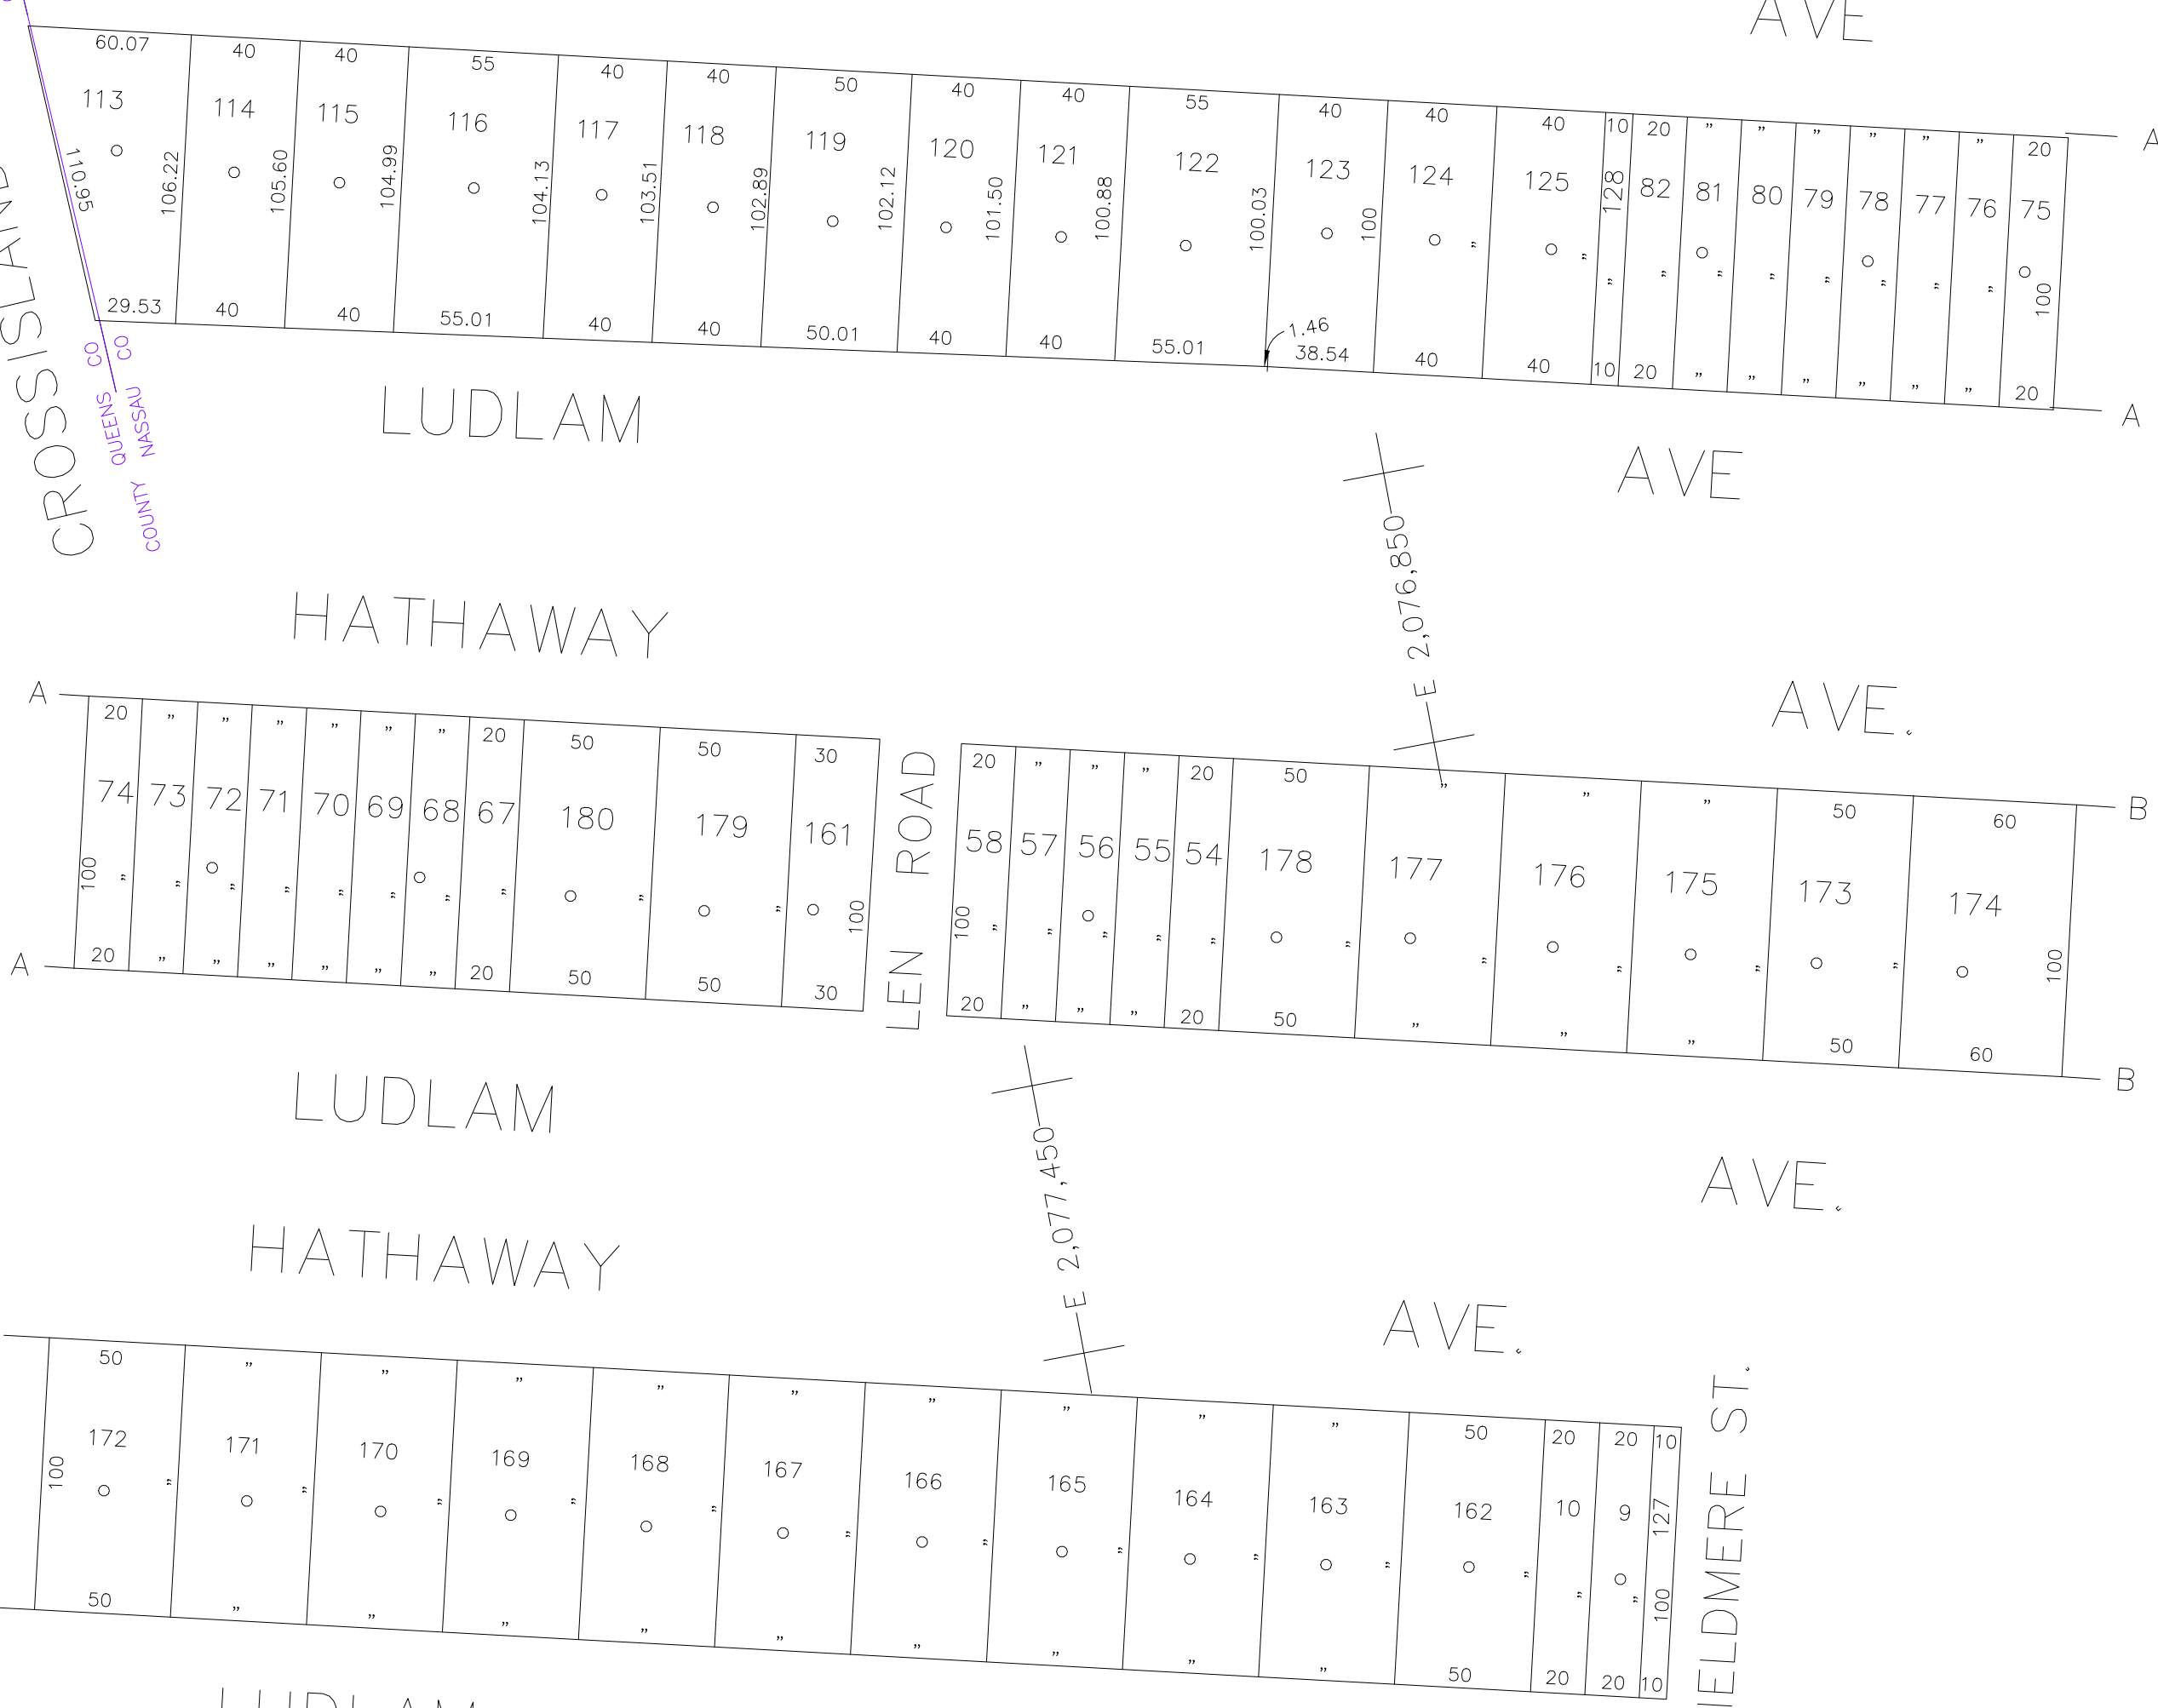 AVE
60.07 40 40 55 40 40 50 40 40 55 40 40 40 10 20 " " " " " " 20
A
113 114 115 116 117 118 119 120 121 122 123 124 125 128 82 81 80 79 78 77 76 75
110.95 106.22 105.60 104.99 104.13 103.51 102.89 102.12 101.50 100.88 100.03 100 " " " " " " " " " " 100
29.53 40 40 55.01 40 40 50.01 40 40 55.01 1.46 38.54 40 40 10 20 " " " " " " 20
A
CROSS ISLAND
QUEENS CO
COUNTY NASSAU CO
LUDLAM AVE
E 2,076,850
HATHAWAY AVE.
A
20 " " " " " " 20 50 50 30
74 73 72 71 70 69 68 67 180 179 161
100 " " " " " " " " " " 100
A
20 " " " " " " 20 50 50 30
LEN ROAD
20 " " " 20 50 " " " 50 60
B
58 57 56 55 54 178 177 176 175 173 174
100 " " " " " " " " " " 100
20 " " " 20 50 " " " 50 60
B
LUDLAM AVE.
E 2,077,450
HATHAWAY AVE.
50 " " " " " " " " " 50 20 20 10
172 171 170 169 168 167 166 165 164 163 162 10 9 127
100 " " " " " " " " " " " " " 100
50 " " " " " " " " " 50 20 20 10
IELDMERE ST.
LUDLAM